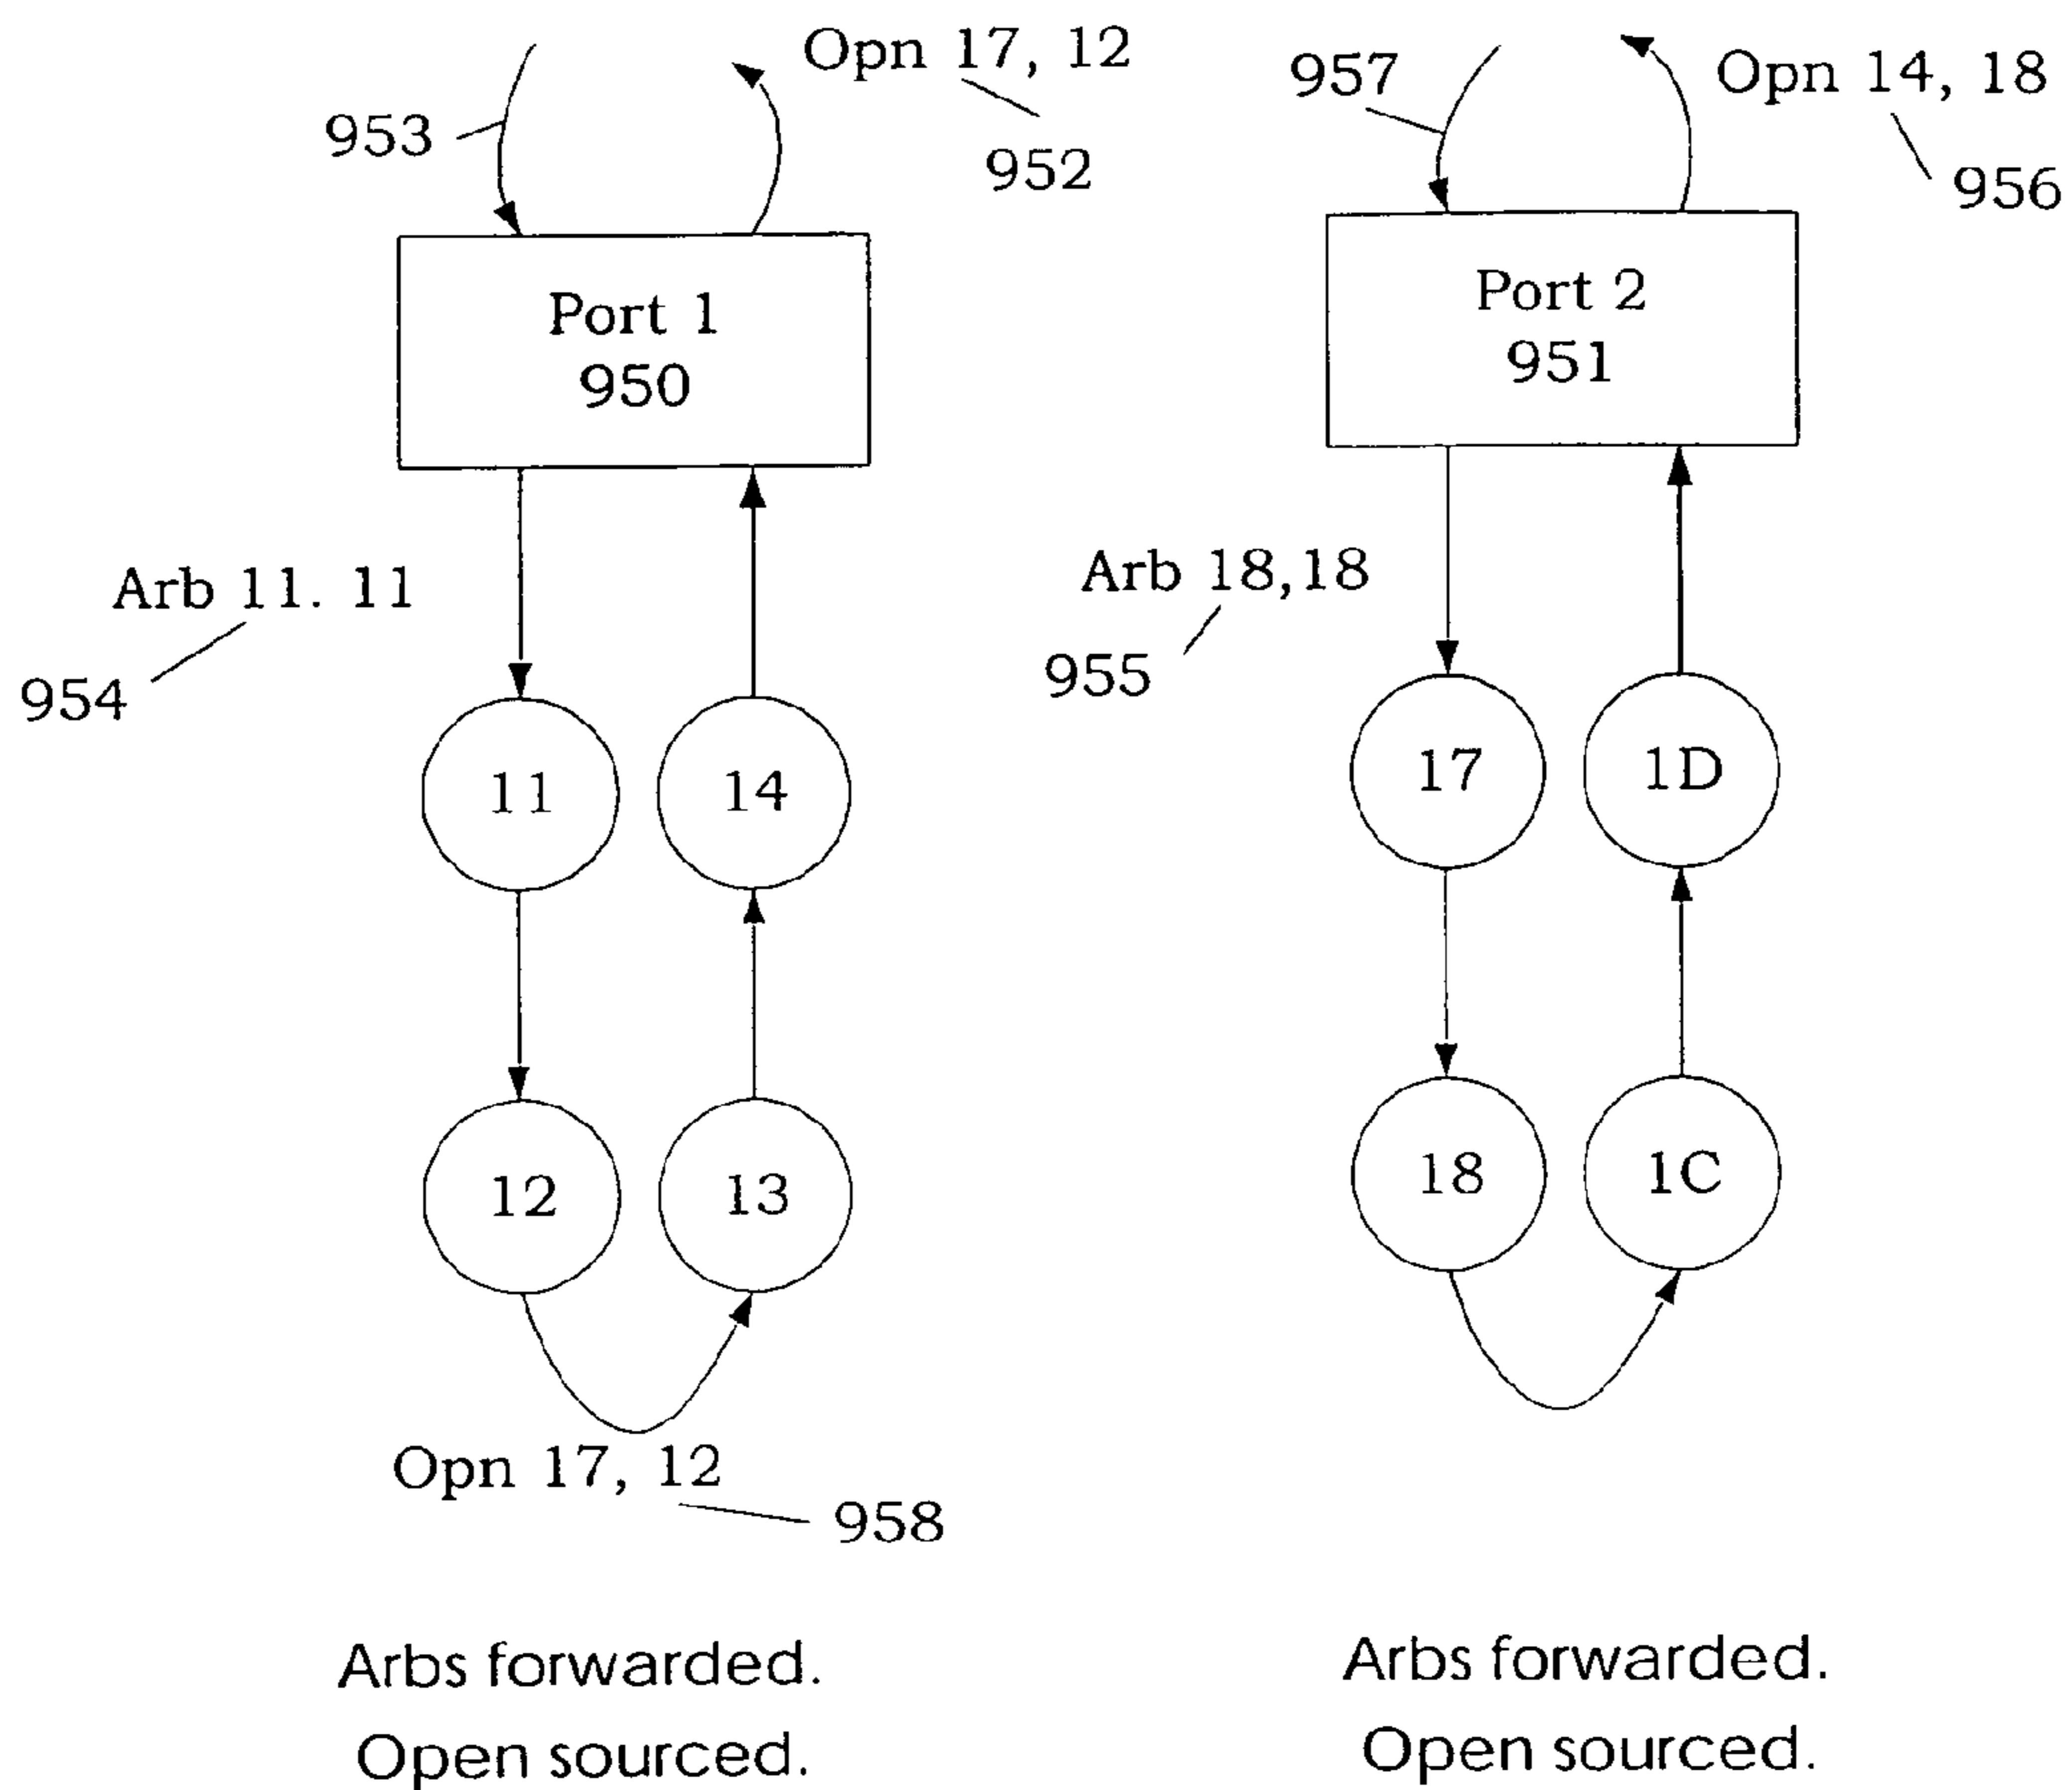 Opn 17, 12
952
953
Port 1
950
Arb 11. 11
954
11
14
12
13
Opn 17, 12
958
Arbs forwarded.
Open sourced.
957
Opn 14, 18
956
Port 2
951
Arb 18,18
955
17
1D
18
1C
Arbs forwarded.
Open sourced.